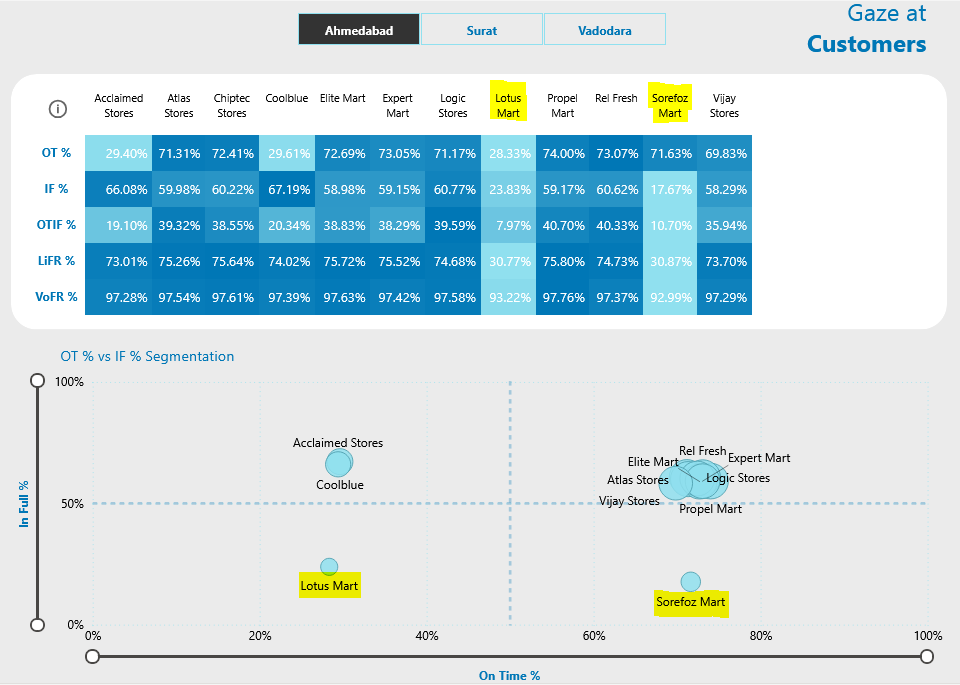 Gaze at
Customers
Ahmedabad Surat Vadodara
Acclaimed Stores Atlas Stores Chiptec Stores Coolblue Elite Mart Expert Mart Logic Stores Lotus Mart Propel Mart Rel Fresh Sorefoz Mart Vijay Stores
OT % 29.40% 71.31% 72.41% 29.61% 72.69% 73.05% 71.17% 28.33% 74.00% 73.07% 71.63% 69.83%
IF % 66.08% 59.98% 60.22% 67.19% 58.98% 59.15% 60.77% 23.83% 59.17% 60.62% 17.67% 58.29%
OTIF % 19.10% 39.32% 38.55% 20.34% 38.83% 38.29% 39.59% 7.97% 40.70% 40.33% 10.70% 35.94%
LiFR % 73.01% 75.26% 75.64% 74.02% 75.72% 75.52% 74.68% 30.77% 75.80% 74.73% 30.87% 73.70%
VoFR % 97.28% 97.54% 97.61% 97.39% 97.63% 97.42% 97.58% 93.22% 97.76% 97.37% 92.99% 97.29%
OT % vs IF % Segmentation
100%
Acclaimed Stores
Coolblue
Rel Fresh
Elite Mart
Expert Mart
Atlas Stores
Logic Stores
Vijay Stores
Propel Mart
50%
In Full %
Lotus Mart
Sorefoz Mart
0%
0% 20% 40% 60% 80% 100%
On Time %